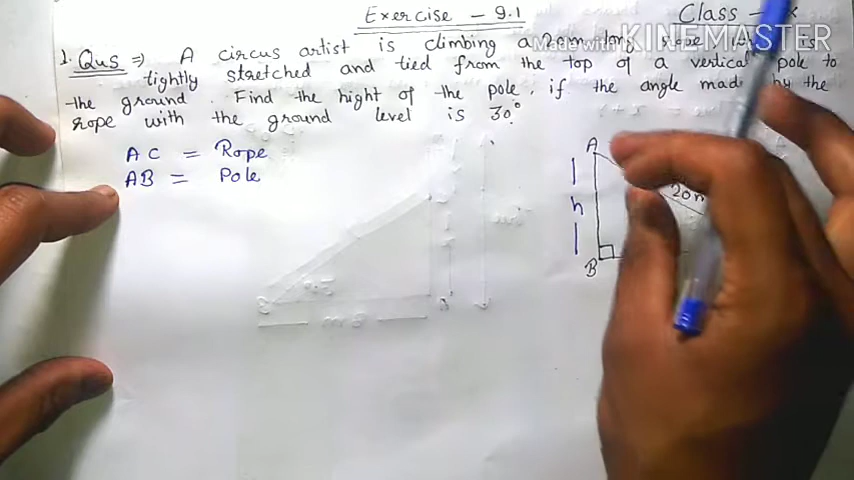 Exercise - 9.1
Class -
1. Qus ⇒ A circus artist is climbing a 20m long rope
Made with KINEMASTER
tightly stretched and tied from the top of a vertical pole to
the ground. Find the hight of the pole, if the angle made by the
rope with the ground level is 30°.
AC = Rope
AB = Pole
A
h
20m
B